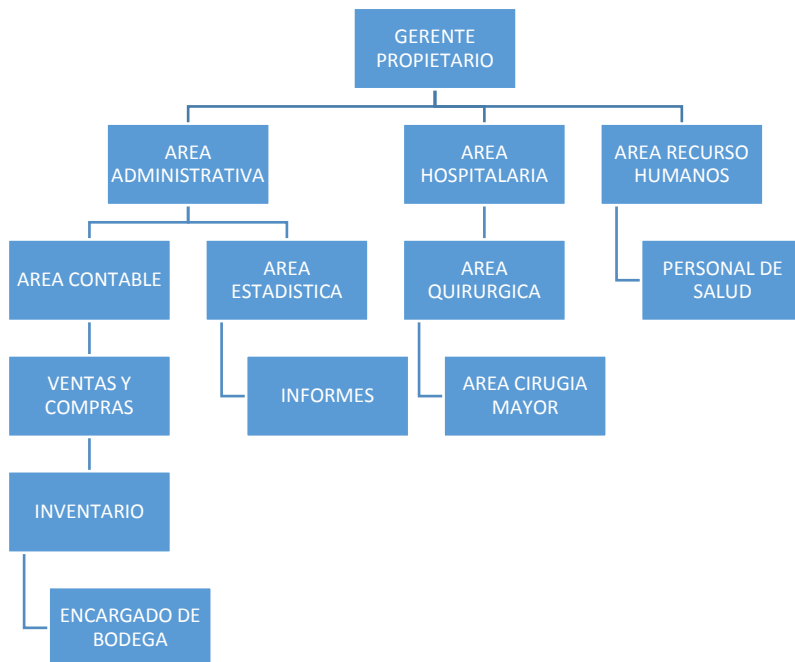 GERENTE
PROPIETARIO
AREA
ADMINISTRATIVA
AREA
HOSPITALARIA
AREA RECURSO
HUMANOS
AREA CONTABLE
AREA
ESTADISTICA
AREA
QUIRURGICA
PERSONAL DE
SALUD
VENTAS Y
COMPRAS
INFORMES
AREA CIRUGIA
MAYOR
INVENTARIO
ENCARGADO DE
BODEGA